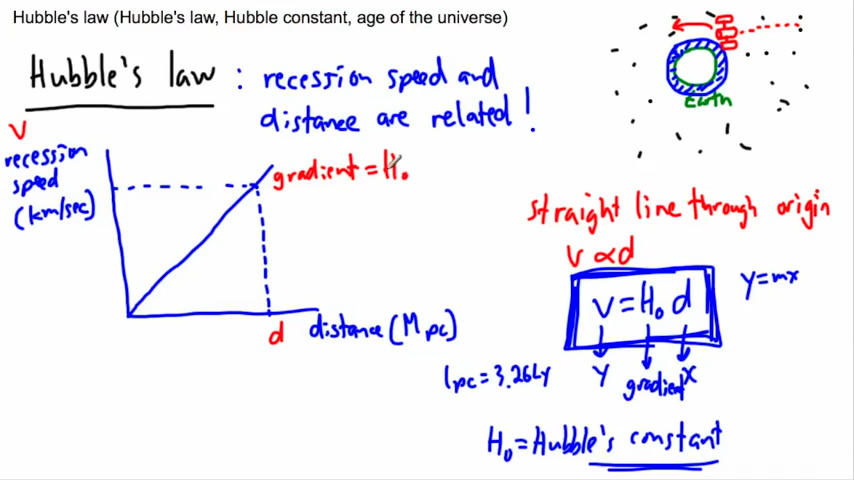 Hubble's law (Hubble's law, Hubble constant, age of the universe)
Hubble's law : recession speed and
distance are related!
Earth
V
recession
speed
(km/sec)
gradient = H₀
d
distance (Mpc)
straight line through origin
v ∝ d
v = H₀ d
y = mx
Y
gradient
X
1pc = 3.26Ly
H₀ = Hubble's constant